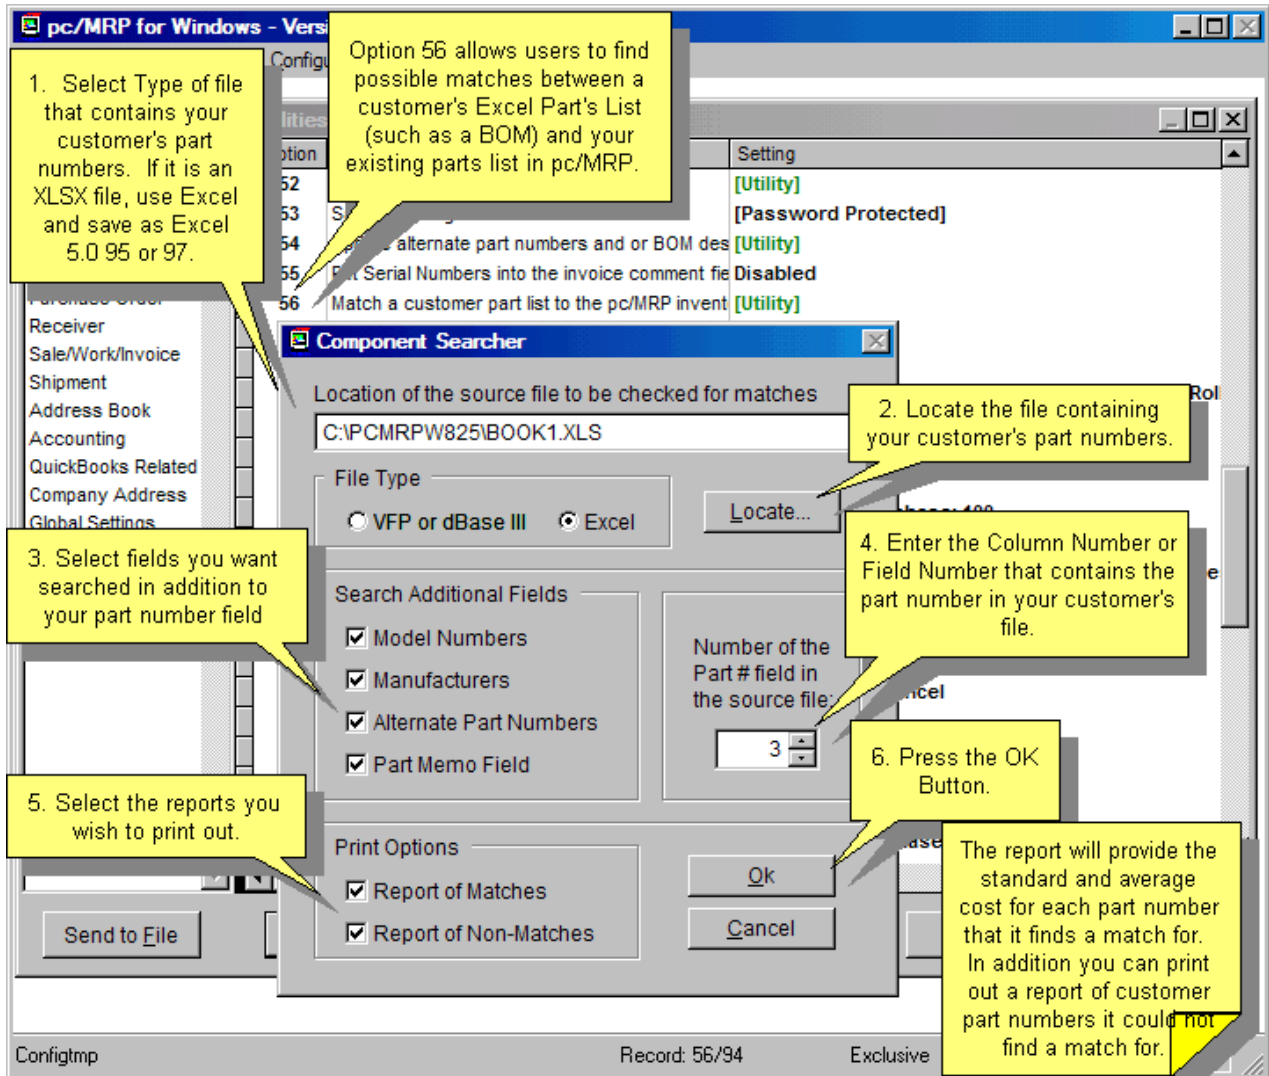 pc/MRP for Windows - Versi
Configu
1. Select Type of file
that contains your
customer's part
numbers. If it is an
XLSX file, use Excel
and save as Excel
5.0 95 or 97.
Option 56 allows users to find
possible matches between a
customer's Excel Part's List
(such as a BOM) and your
existing parts list in pc/MRP.
ilities
ption
Setting
52
[Utility]
53
S
[Password Protected]
54
alternate part numbers and or BOM des
[Utility]
55
Serial Numbers into the invoice comment fie
Disabled
56
Match a customer part list to the pc/MRP invent
[Utility]
Purchase Order
Receiver
Sale/Work/Invoice
Shipment
Address Book
Accounting
QuickBooks Related
Company Address
Global Settings
Component Searcher
Location of the source file to be checked for matches
C:\PCMRPW825\BOOK1.XLS
Rol
2. Locate the file containing
your customer's part numbers.
File Type
VFP or dBase III
Excel
Locate...
3. Select fields you want
searched in addition to
your part number field
4. Enter the Column Number or
Field Number that contains the
part number in your customer's
file.
Search Additional Fields
Model Numbers
Manufacturers
Alternate Part Numbers
Part Memo Field
Number of the
Part # field in
the source file:
3
ncel
5. Select the reports you
wish to print out.
6. Press the OK
Button.
Print Options
Report of Matches
Report of Non-Matches
Ok
Cancel
ase
The report will provide the
standard and average
cost for each part number
that it finds a match for.
In addition you can print
out a report of customer
part numbers it could not
find a match for.
Send to File
Configtmp
Record: 56/94
Exclusive